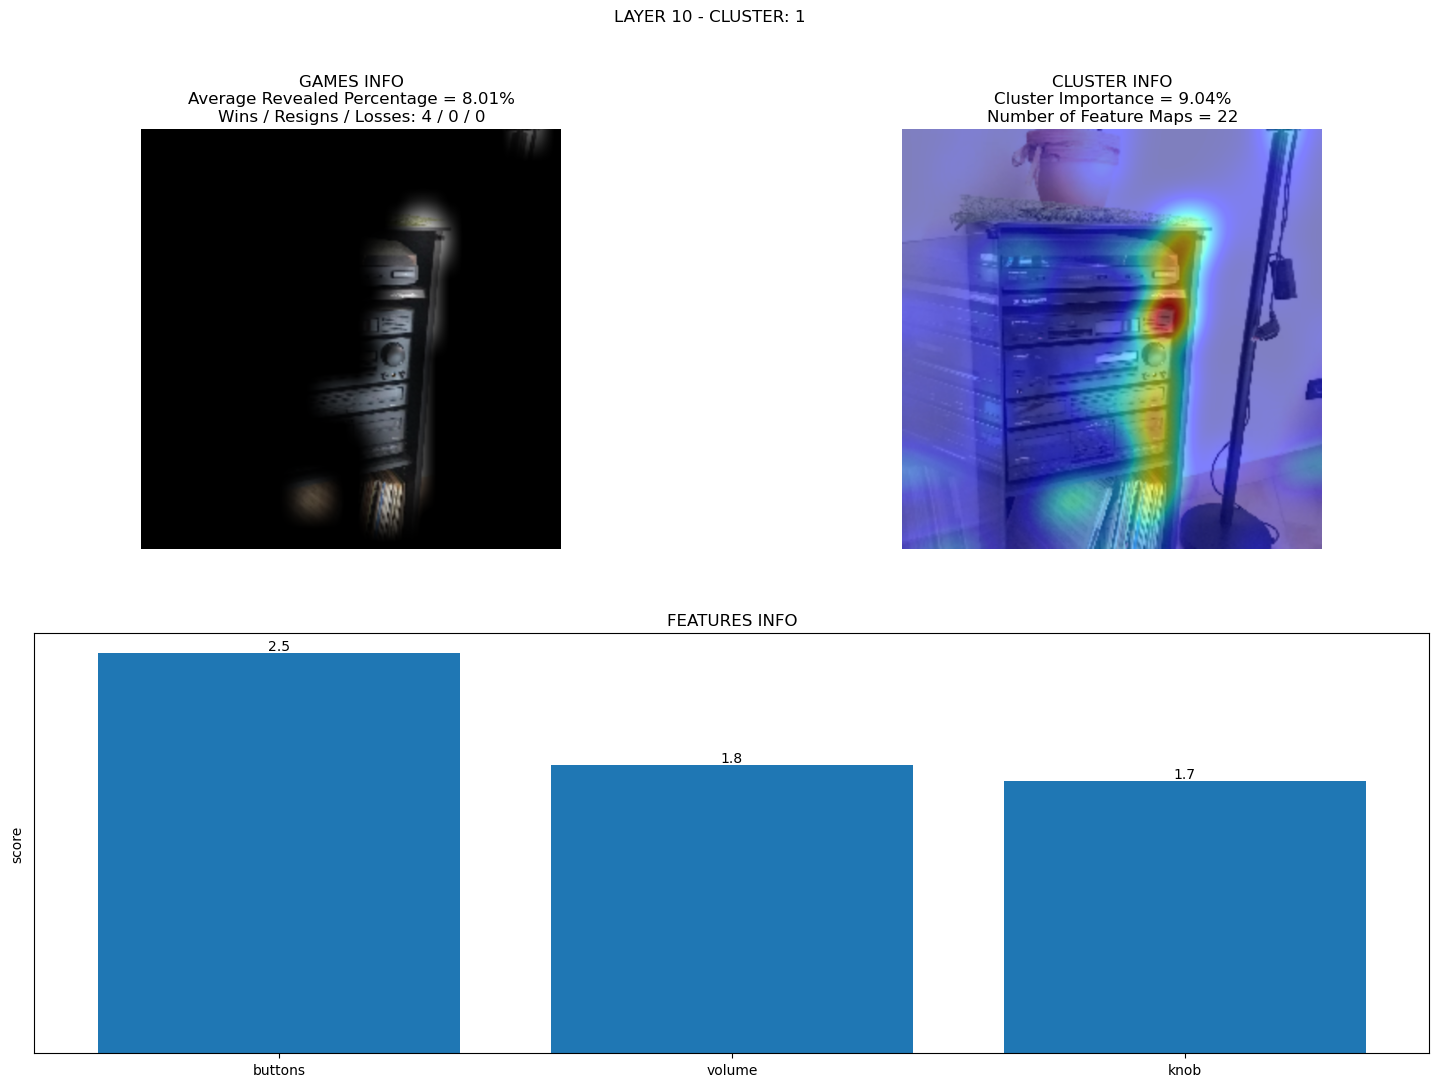 LAYER 10 - CLUSTER: 1
GAMES INFO
Average Revealed Percentage = 8.01%
Wins / Resigns / Losses: 4 / 0 / 0
CLUSTER INFO
Cluster Importance = 9.04%
Number of Feature Maps = 22
FEATURES INFO
2.5
1.8
1.7
score
buttons
volume
knob